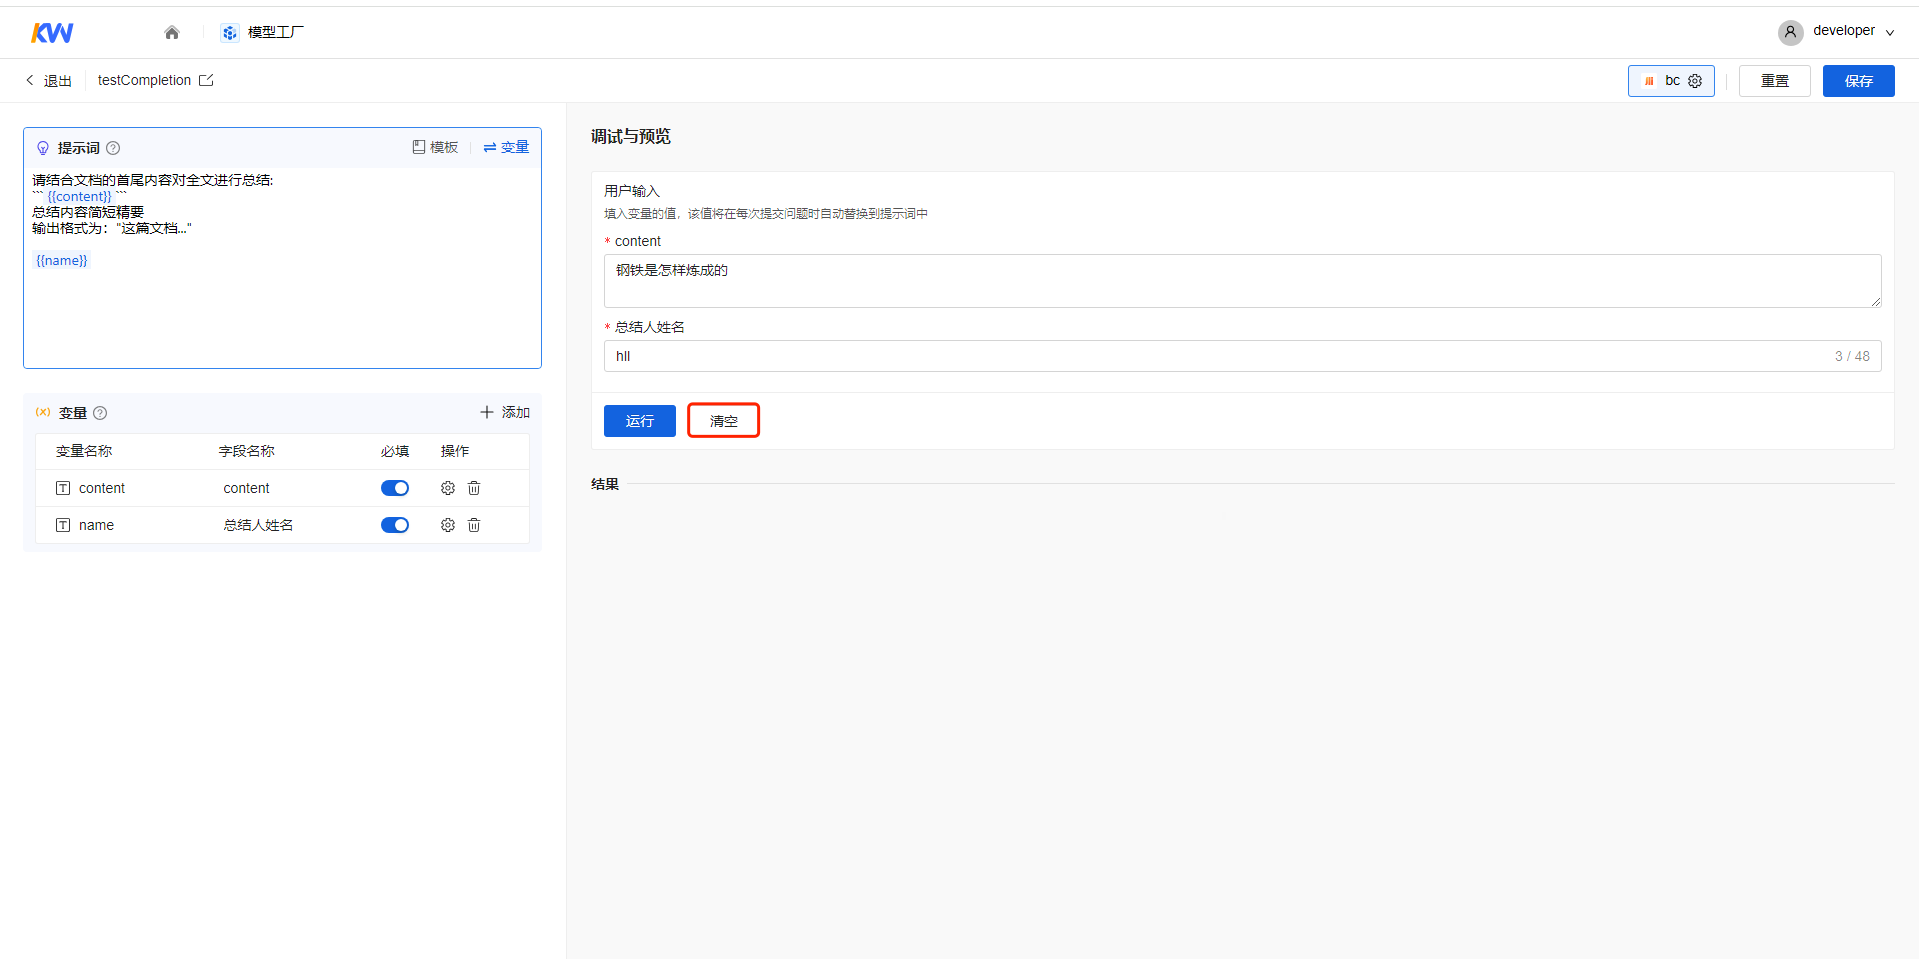 KW
模型工厂
developer
退出
testCompletion
bc
重置
保存
提示词
模板
变量
请结合文档的首尾内容对全文进行总结:
``` {{content}} ```
总结内容简短精要
输出格式为："这篇文档..."
{{name}}
(x) 变量
添加
变量名称 字段名称 必填 操作
content content
name 总结人姓名
调试与预览
用户输入
填入变量的值，该值将在每次提交问题时自动替换到提示词中
* content
钢铁是怎样炼成的
* 总结人姓名
hll
3 / 48
运行
清空
结果